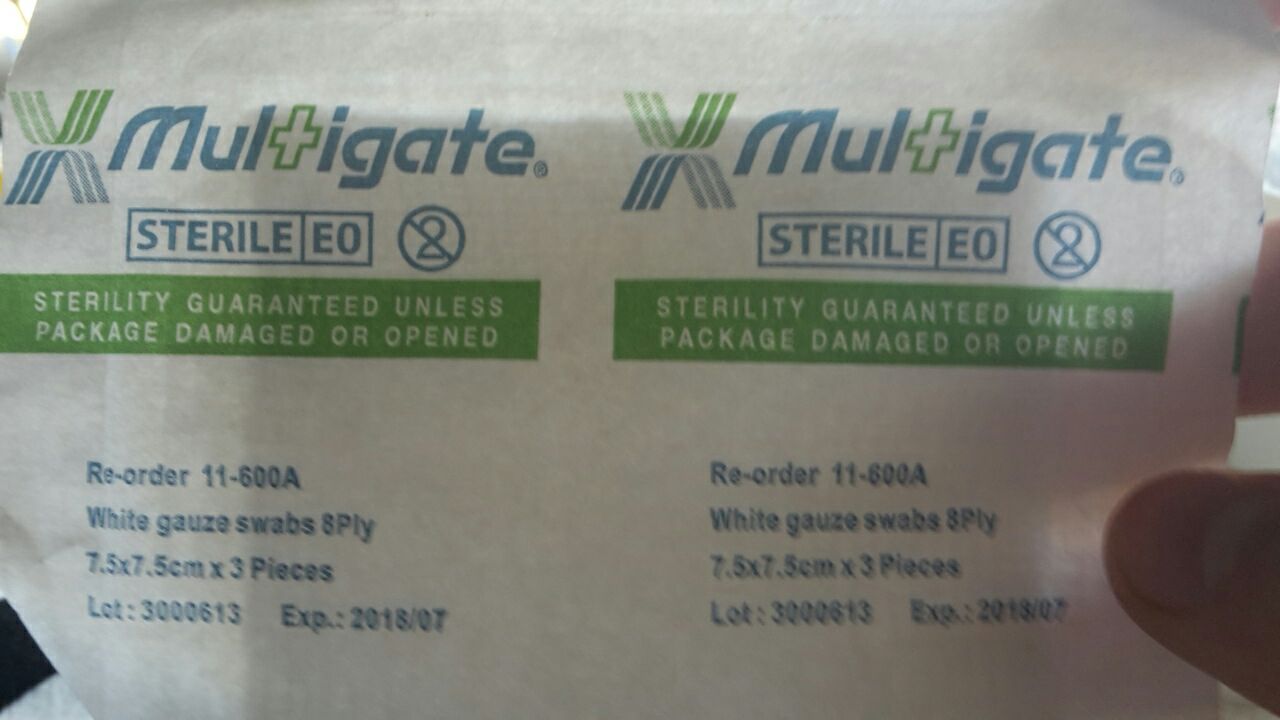 Multigate®
STERILE EO
STERILITY GUARANTEED UNLESS
PACKAGE DAMAGED OR OPENED
Re-order 11-600A
White gauze swabs 8Ply
7.5x7.5cm x 3 Pieces
Lot : 3000613 Exp.: 2018/07
Multigate®
STERILE EO
STERILITY GUARANTEED UNLESS
PACKAGE DAMAGED OR OPENED
Re-order 11-600A
White gauze swabs 8Ply
7.5x7.5cm x 3 Pieces
Lot : 3000613 Exp.: 2018/07